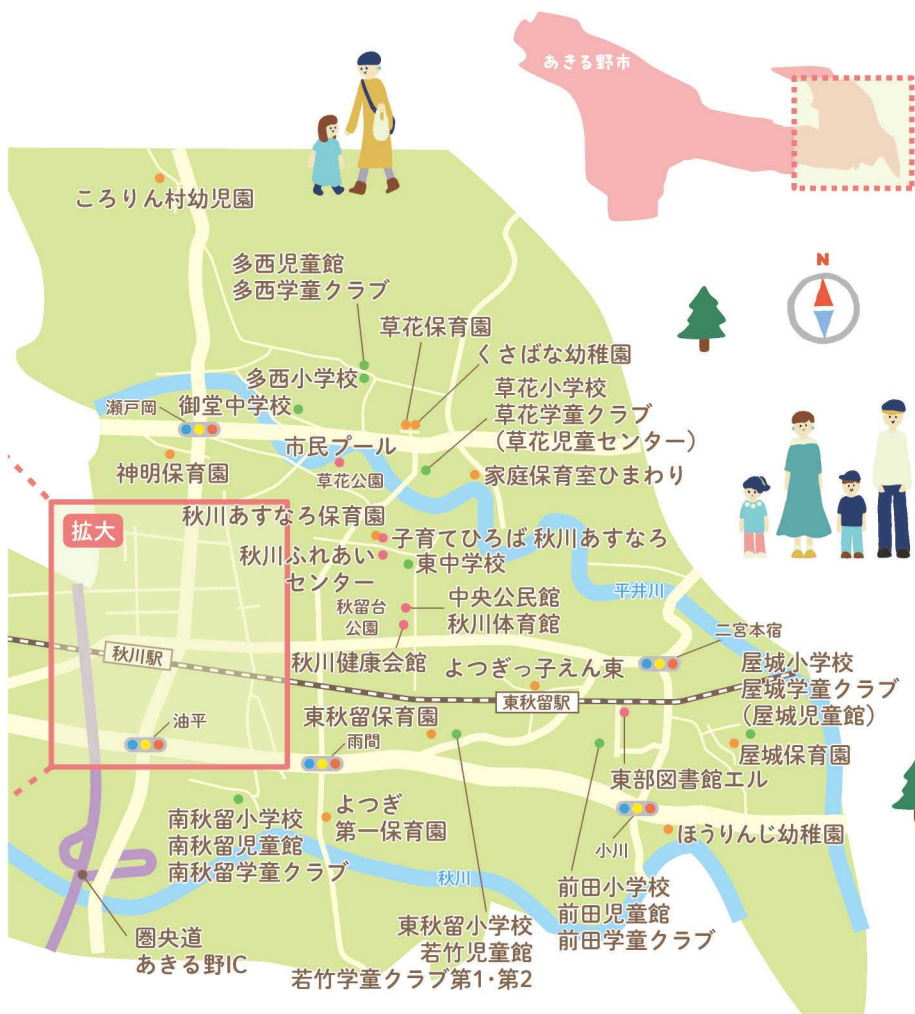 あきる野市
N
ころりん村幼児園
多西児童館
多西学童クラブ
草花保育園
くさばな幼稚園
多西小学校
草花小学校
草花学童クラブ
(草花児童センター)
瀬戸岡
御堂中学校
市民プール
草花公園
神明保育園
家庭保育室ひまわり
拡大
秋川あすなろ保育園
子育てひろば 秋川あすなろ
秋川ふれあい
センター
東中学校
平井川
秋留台
公園
中央公民館
秋川体育館
二宮本宿
秋川駅
秋川健康会館
よつぎっ子えん東
屋城小学校
屋城学童クラブ
(屋城児童館)
東秋留駅
油平
東秋留保育園
雨間
屋城保育園
東部図書館エル
南秋留小学校
南秋留児童館
南秋留学童クラブ
よつぎ
第一保育園
小川
ほうりんじ幼稚園
秋川
前田小学校
前田児童館
前田学童クラブ
圏央道
あきる野IC
東秋留小学校
若竹児童館
若竹学童クラブ第1・第2